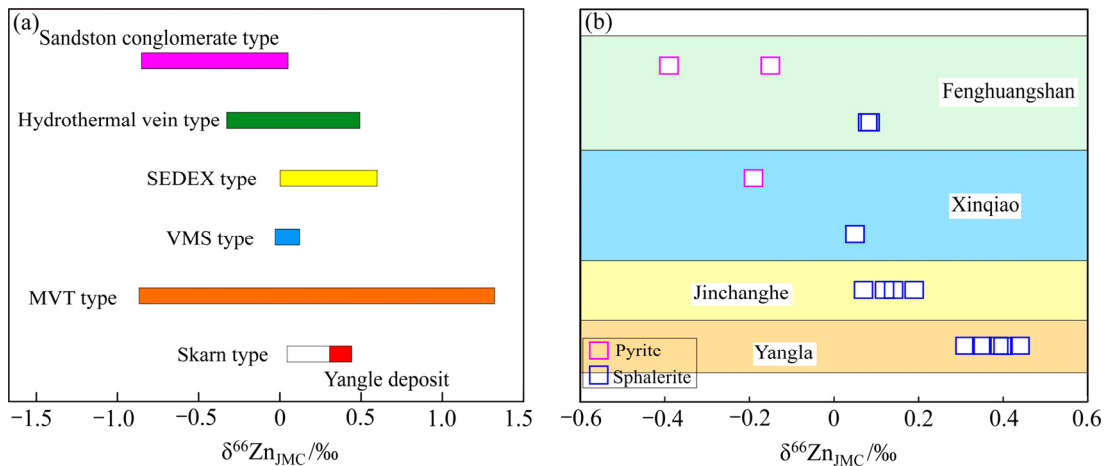 (a)
Sandston conglomerate type
Hydrothermal vein type
SEDEX type
VMS type
MVT type
Skarn type
Yangle deposit
−1.5 −1.0 −0.5 0 0.5 1.0 1.5
δ⁶⁶Zn_JMC/‰
(b)
Fenghuangshan
Xinqiao
Jinchanghe
Yangla
Pyrite
Sphalerite
−0.6 −0.4 −0.2 0 0.2 0.4 0.6
δ⁶⁶Zn_JMC/‰